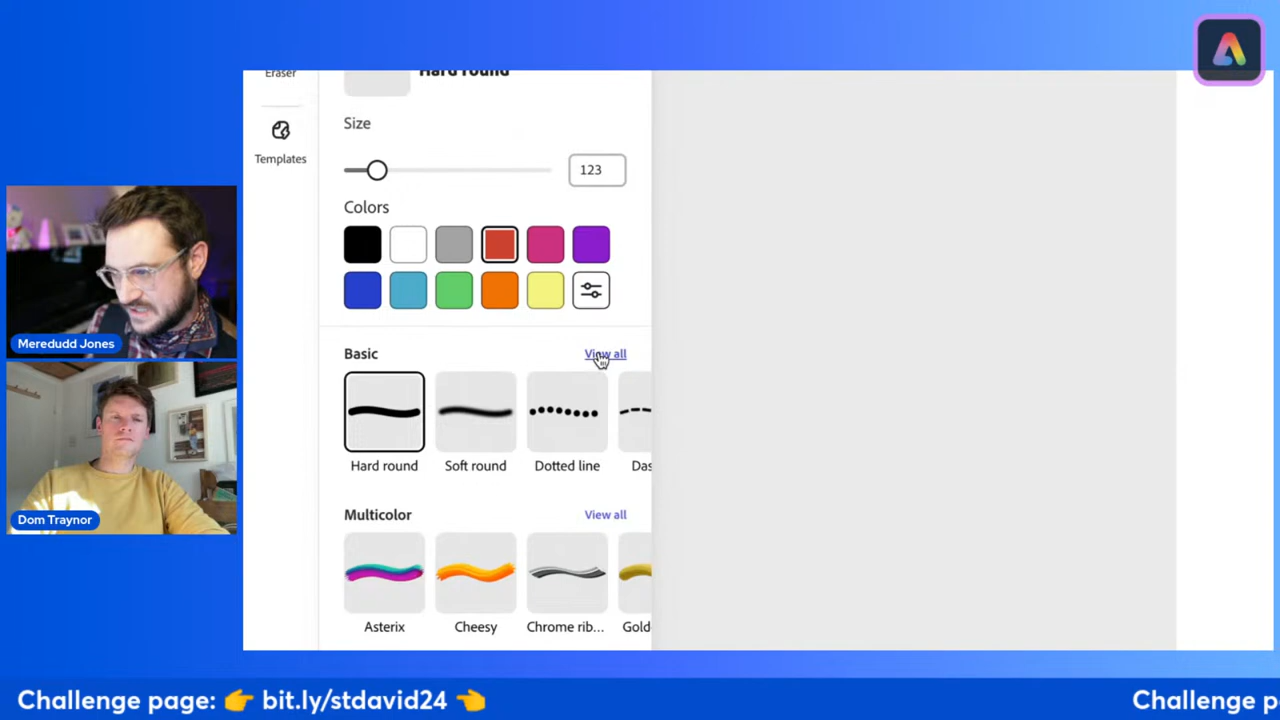 Eraser
Hard round
Templates
Size
123
Colors
Meredudd Jones
Basic
View all
Hard round
Soft round
Dotted line
Das
Dom Traynor
Multicolor
View all
Asterix
Cheesy
Chrome rib...
Gold
Challenge page: 👉 bit.ly/stdavid24 👈
Challenge p